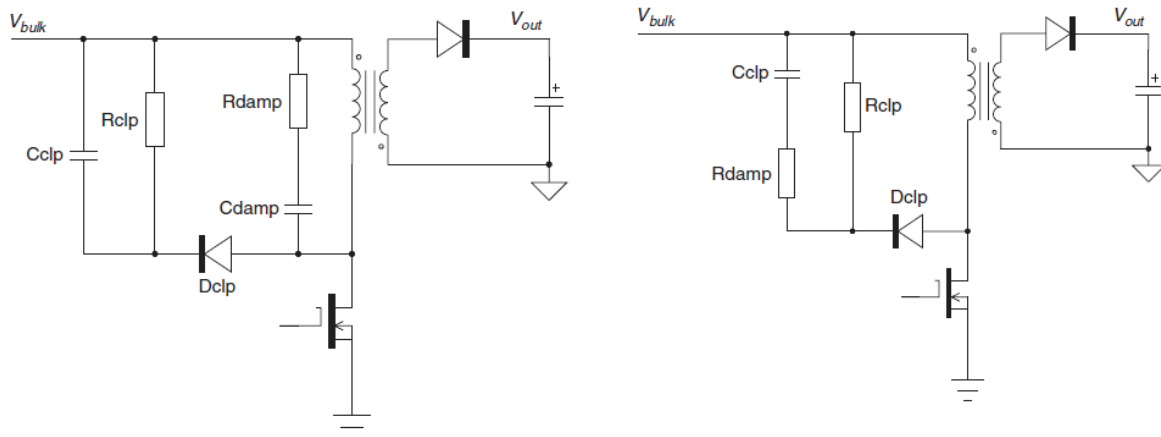 Vbulk
Vout
Rdamp
Rclp
Cclp
Cdamp
Dclp
+
Vbulk
Vout
Cclp
Rclp
Rdamp
Dclp
+